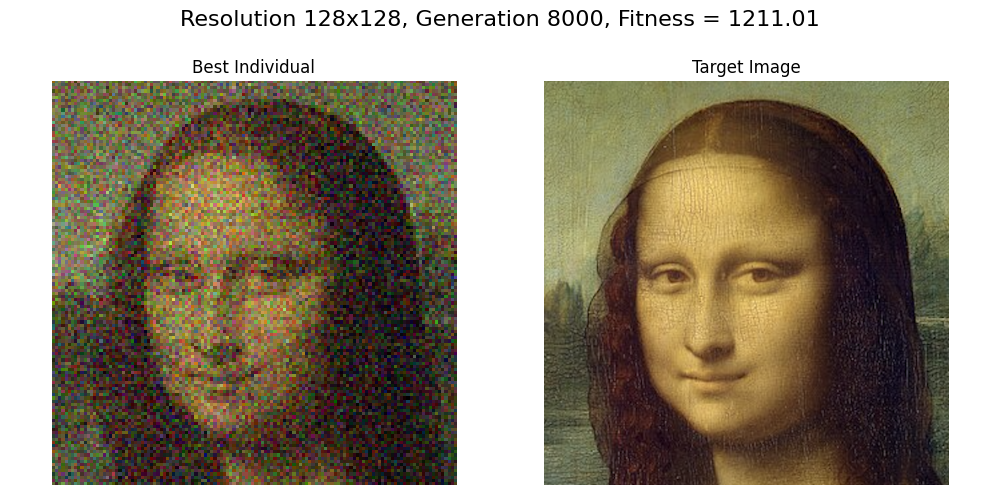 Resolution 128x128, Generation 8000, Fitness = 1211.01
Best Individual
Target Image